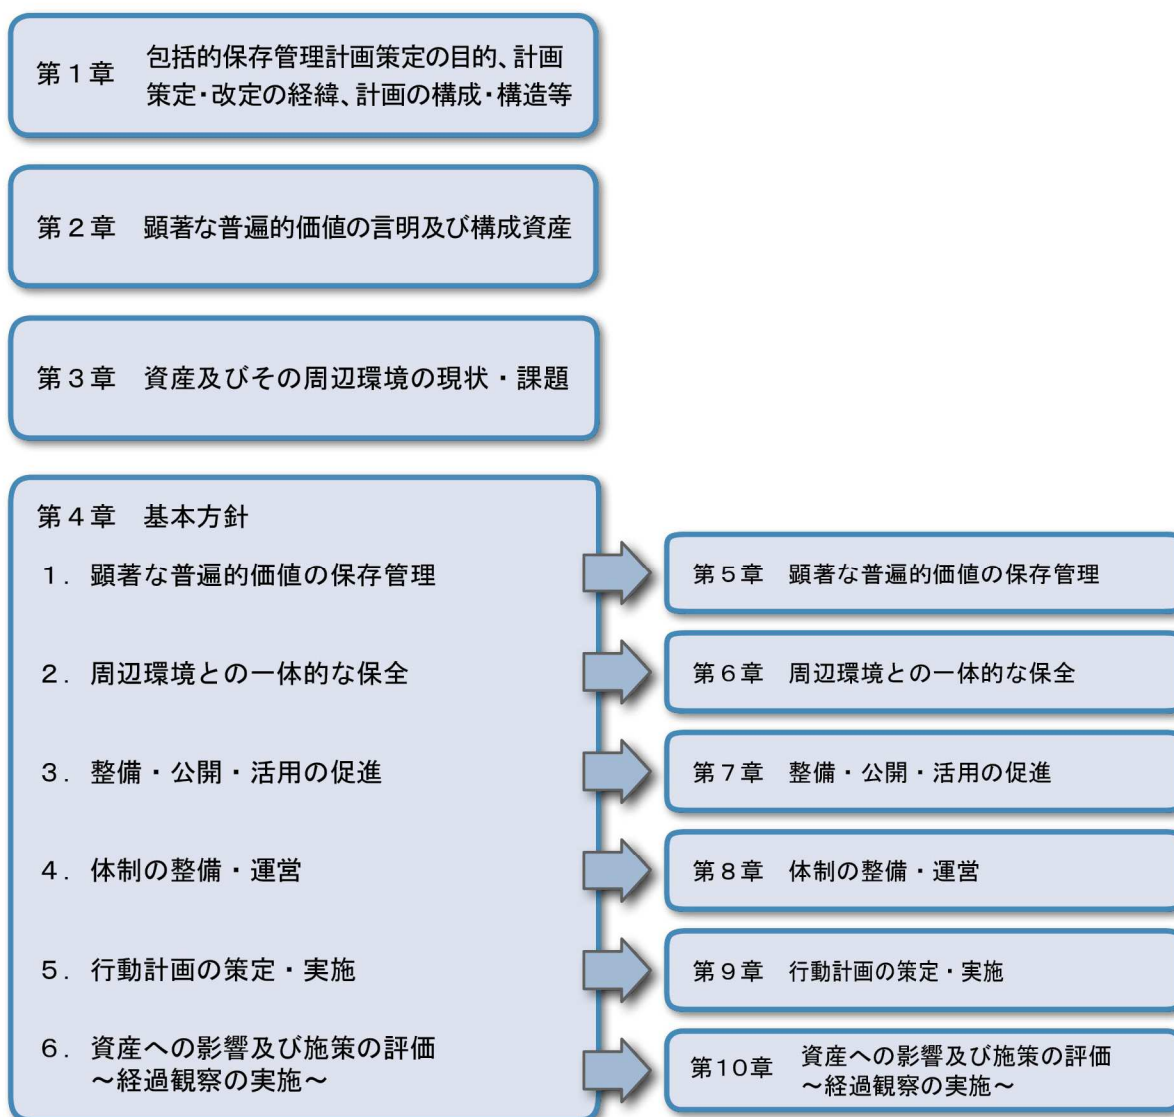 第1章 包括的保存管理計画策定の目的、計画
策定・改定の経緯、計画の構成・構造等
第2章 顕著な普遍的価値の言明及び構成資産
第3章 資産及びその周辺環境の現状・課題
第4章 基本方針
1. 顕著な普遍的価値の保存管理
第5章 顕著な普遍的価値の保存管理
2. 周辺環境との一体的な保全
第6章 周辺環境との一体的な保全
3. 整備・公開・活用の促進
第7章 整備・公開・活用の促進
4. 体制の整備・運営
第8章 体制の整備・運営
5. 行動計画の策定・実施
第9章 行動計画の策定・実施
6. 資産への影響及び施策の評価
～経過観察の実施～
第10章 資産への影響及び施策の評価
～経過観察の実施～